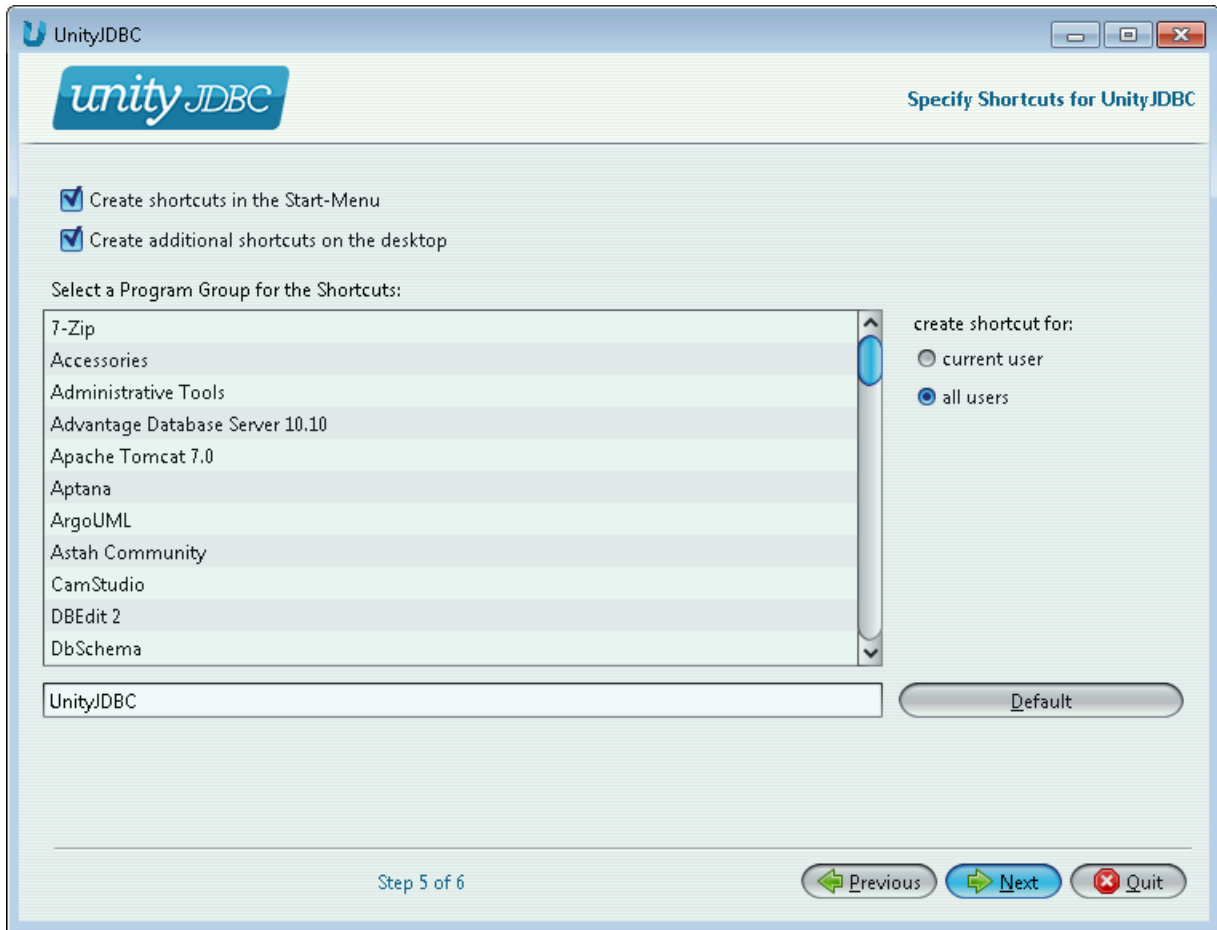 UnityJDBC
unity JDBC
Specify Shortcuts for UnityJDBC
Create shortcuts in the Start-Menu
Create additional shortcuts on the desktop
Select a Program Group for the Shortcuts:
7-Zip
Accessories
Administrative Tools
Advantage Database Server 10.10
Apache Tomcat 7.0
Aptana
ArgoUML
Astah Community
CamStudio
DBEdit 2
DbSchema
create shortcut for:
current user
all users
UnityJDBC
Default
Step 5 of 6
Previous
Next
Quit